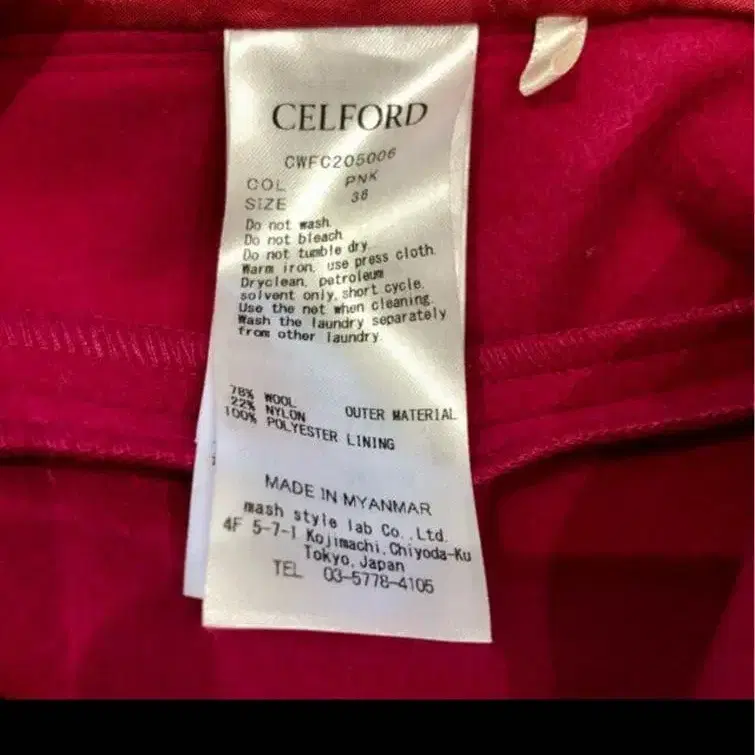 CELFORD
CWFC205006
COL PNK
SIZE 36
Do not wash.
Do not bleach
Do not tumble dry
Warm iron, use press cloth.
Dryclean, petroleum
solvent only, short cycle.
Use the net when cleaning.
Wash the laundry separately
from other laundry.
78% WOOL
22% NYLON OUTER MATERIAL
100% POLYESTER LINING
MADE IN MYANMAR
mash style lab Co.,Ltd.
4F 5-7-1 Kojimachi,Chiyoda-Ku
Tokyo,Japan
TEL 03-5778-4105